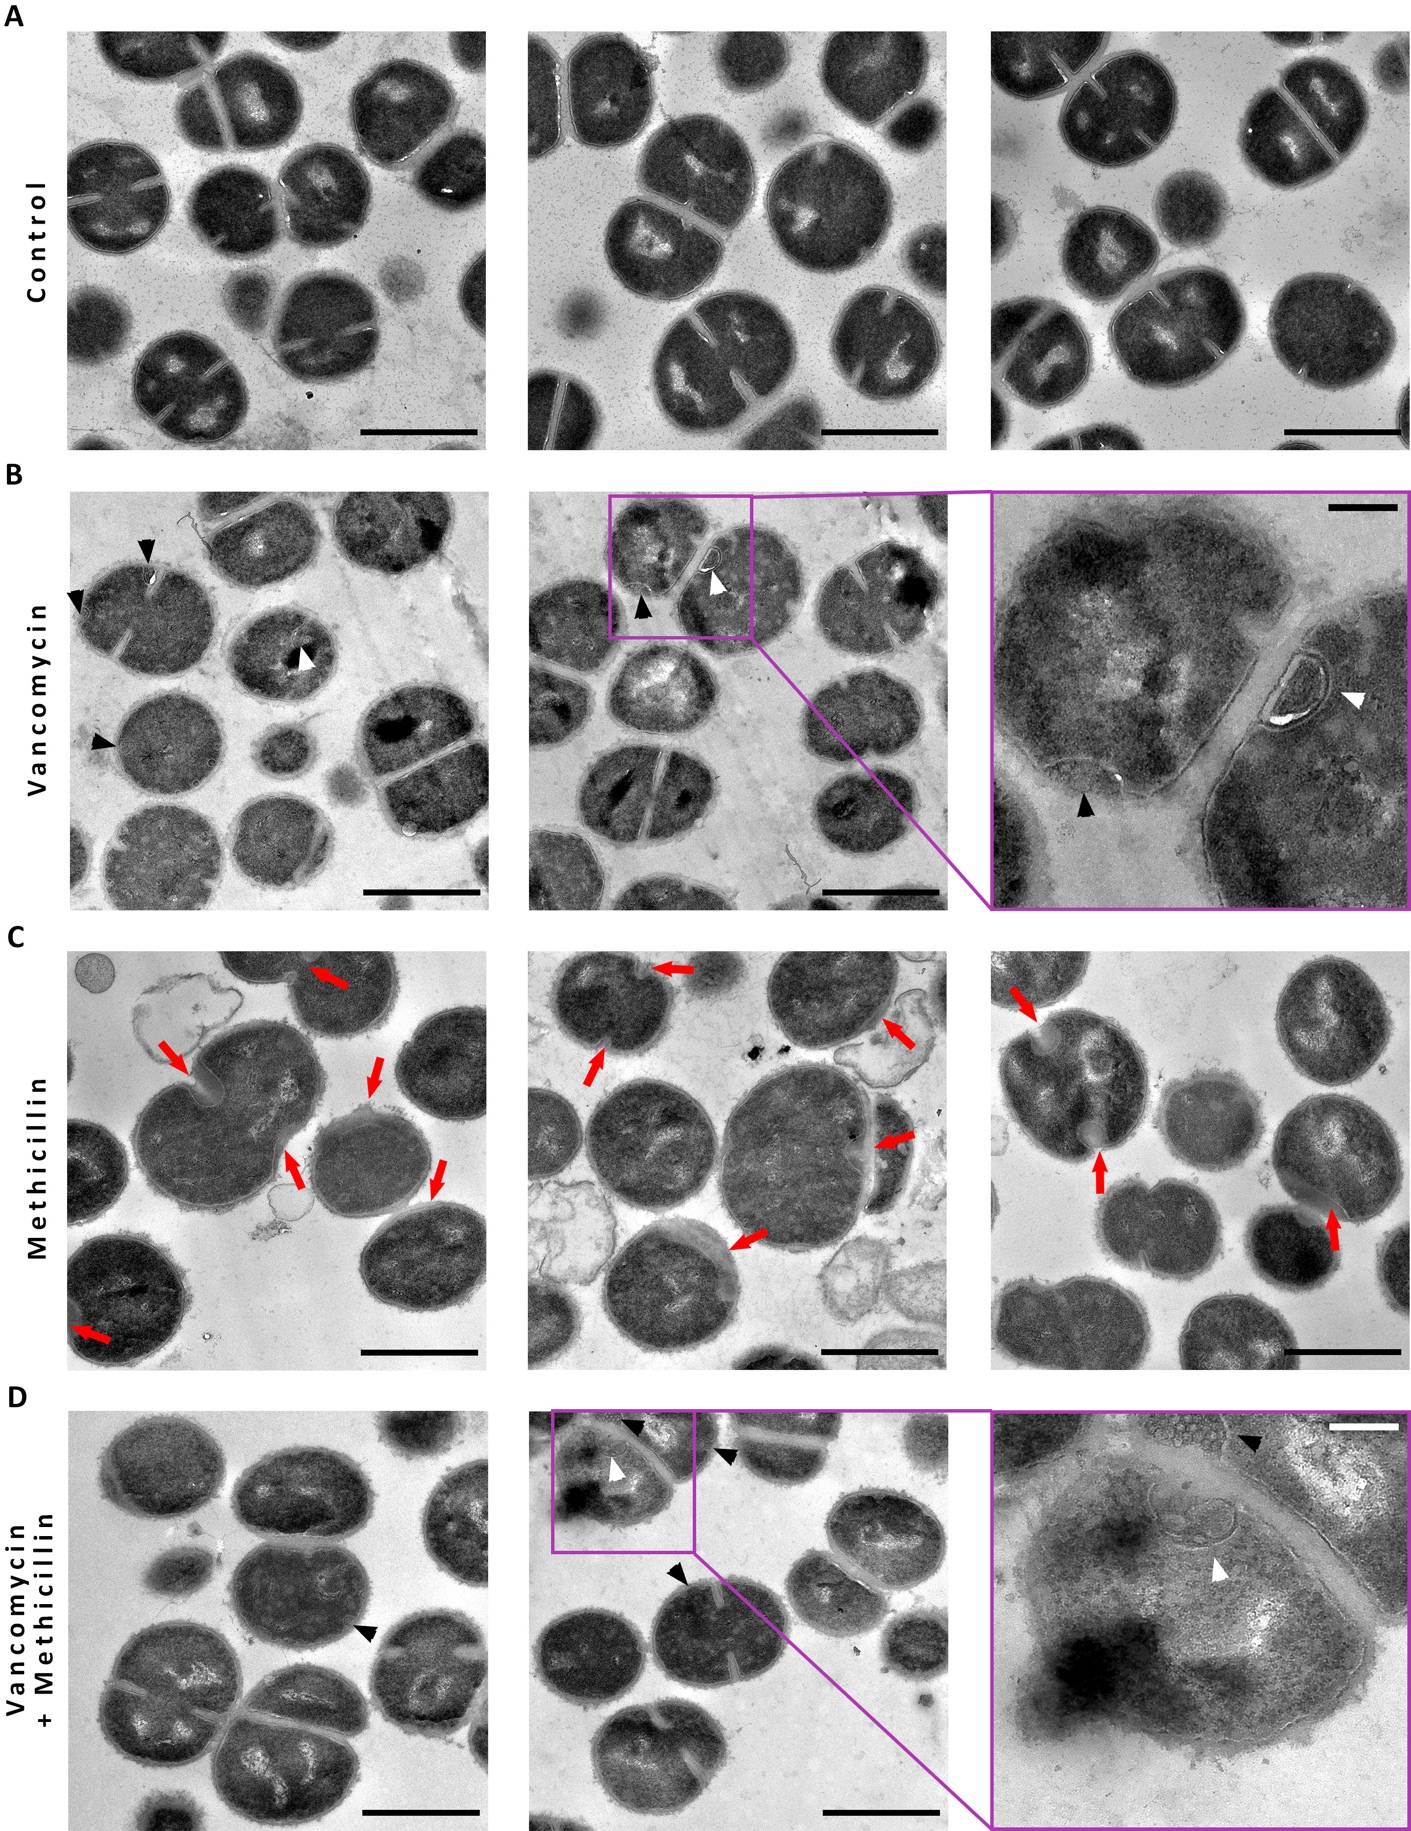 A
Control
B
Vancomycin
C
Methicillin
D
Vancomycin
+ Methicillin